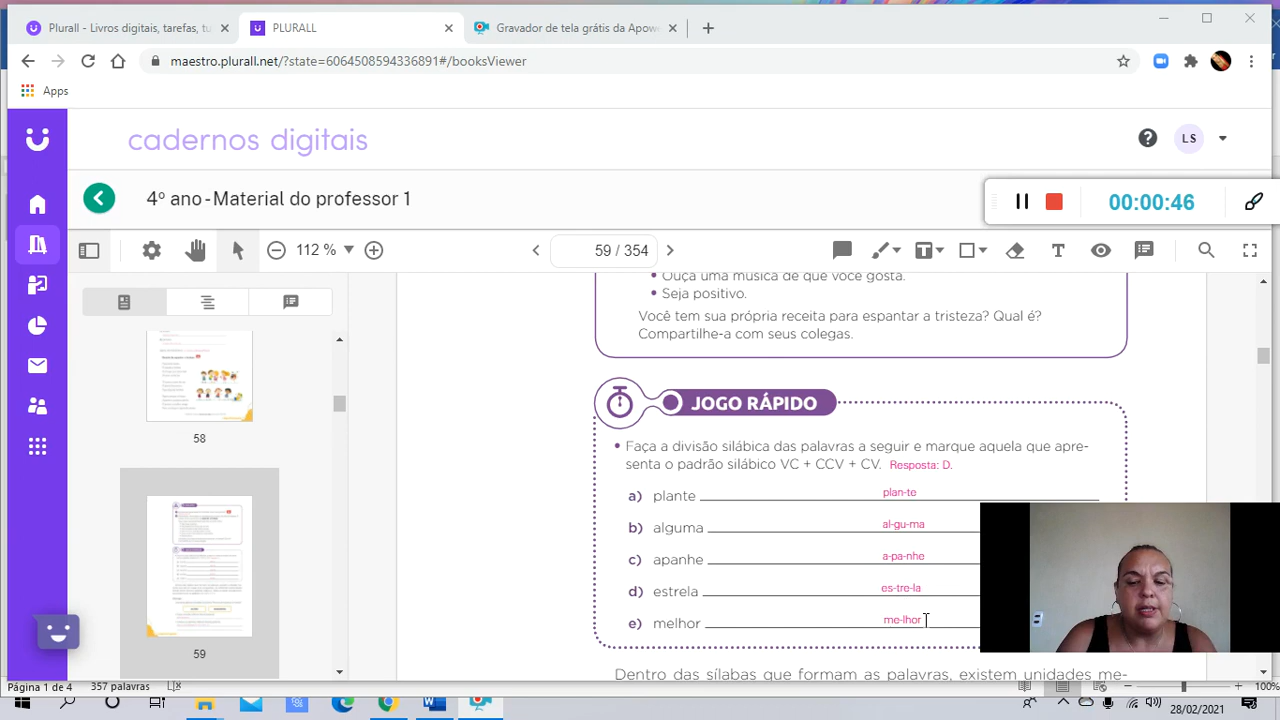 Plurall - Livros digitais, tarefas, tu
PLURALL
Gravador de tela grátis da Apowe
maestro.plurall.net/?state=6064508594336891#/booksViewer
Apps
cadernos digitais
LS
4º ano - Material do professor 1
00:00:46
112 %
59 / 354
58
59
Ouça uma música de que você gosta.
Seja positivo.
Você tem sua própria receita para espantar a tristeza? Qual é?
Compartilhe-a com seus colegas.
JOGO RÁPIDO
Faça a divisão silábica das palavras a seguir e marque aquela que apre-
senta o padrão silábico VC + CCV + CV. Resposta: D.
a) plante plan-te
b) alguma al-gu-ma
c) apanhe a-pa-nhe
d) estrela es-tre-la
e) melhor me-lhor
Dentro das sílabas que formam as palavras, existem unidades me-
Página 1 de 4 357 palavras
100%
28/02/2021